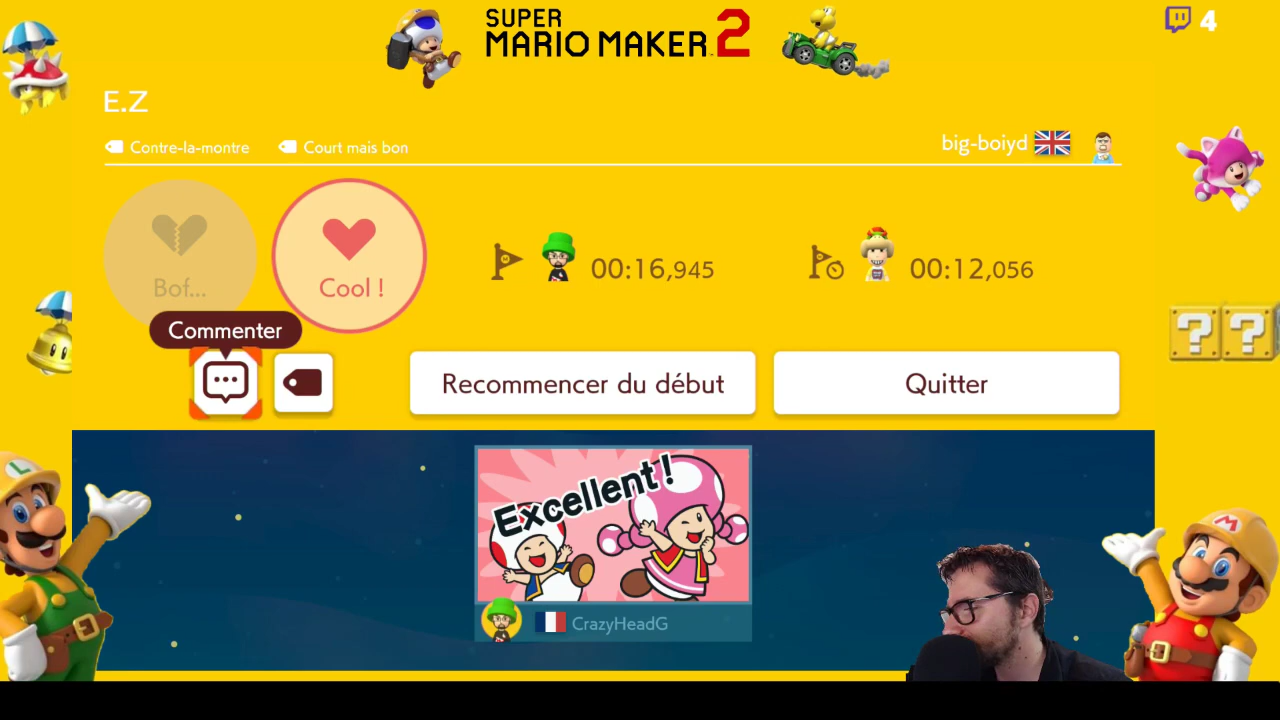 SUPER
MARIO MAKER 2
4
E.Z
Contre-la-montre
Court mais bon
big-boiyd
Bof...
Cool !
00:16,945
00:12,056
Commenter
Recommencer du début
Quitter
Excellent !
CrazyHeadG
L
M
? ?